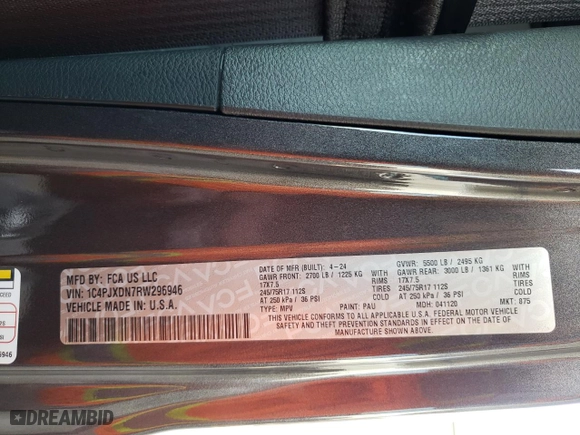 MFD BY: FCA US LLC
VIN: 1C4PJXDN7RW296946
VEHICLE MADE IN: U.S.A.
DATE OF MFR (BUILT): 4-24
GAWR FRONT: 2700 LB / 1225 KG
17X7.5 RIMS
245/75R17 112S TIRES
AT 250 kPa / 36 PSI COLD
TYPE: MPV PAINT: PAU
GVWR: 5500 LB / 2495 KG
GAWR REAR: 3000 LB / 1361 KG
17X7.5 RIMS
245/75R17 112S TIRES
AT 250 kPa / 36 PSI COLD
MDH: 041120 MKT: 875
THIS VEHICLE CONFORMS TO ALL APPLICABLE U.S.A. FEDERAL MOTOR VEHICLE
SAFETY, BUMPER, AND THEFT PREVENTION STANDARDS IN EFFECT ON THE DATE OF
MANUFACTURE SHOWN ABOVE.
DREAMBID